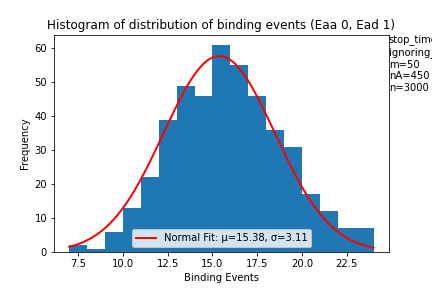 Histogram of distribution of binding events (Eaa 0, Ead 1)
60
50
40
30
20
10
0
Frequency
7.5 10.0 12.5 15.0 17.5 20.0 22.5
Binding Events
Normal Fit: μ=15.38, σ=3.11
m=50
nA=450
n=3000